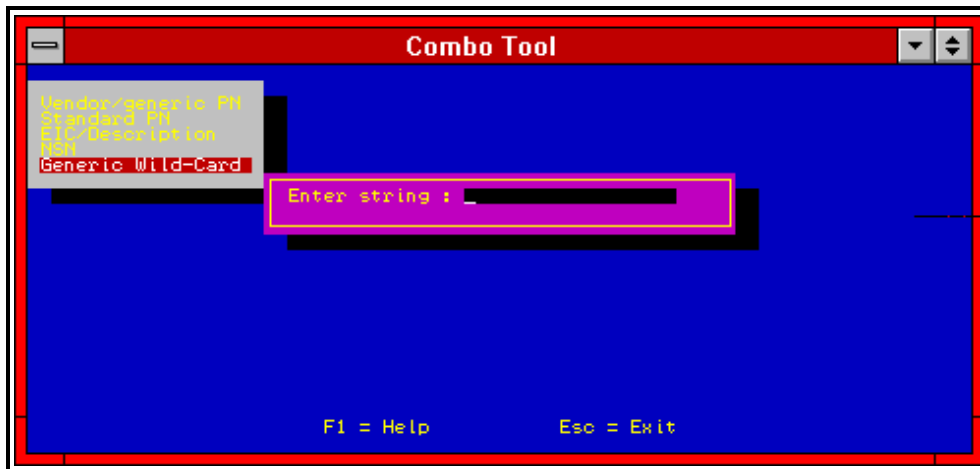 Combo Tool
Vendor/generic PN
Standard PN
EIC/Description
NSN
Generic Wild-Card
Enter string : _
F1 = Help Esc = Exit